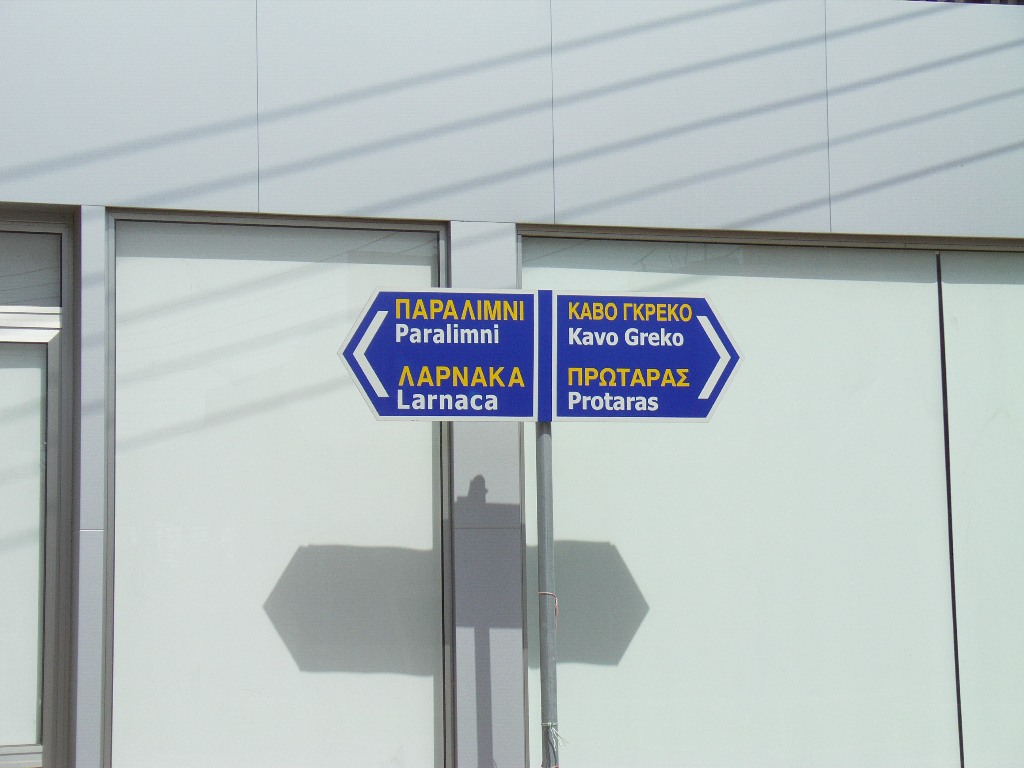 ΠΑΡΑΛΙΜΝΙ
Paralimni
ΛΑΡΝΑΚΑ
Larnaca
ΚΑΒΟ ΓΚΡΕΚΟ
Kavo Greko
ΠΡΩΤΑΡΑΣ
Protaras